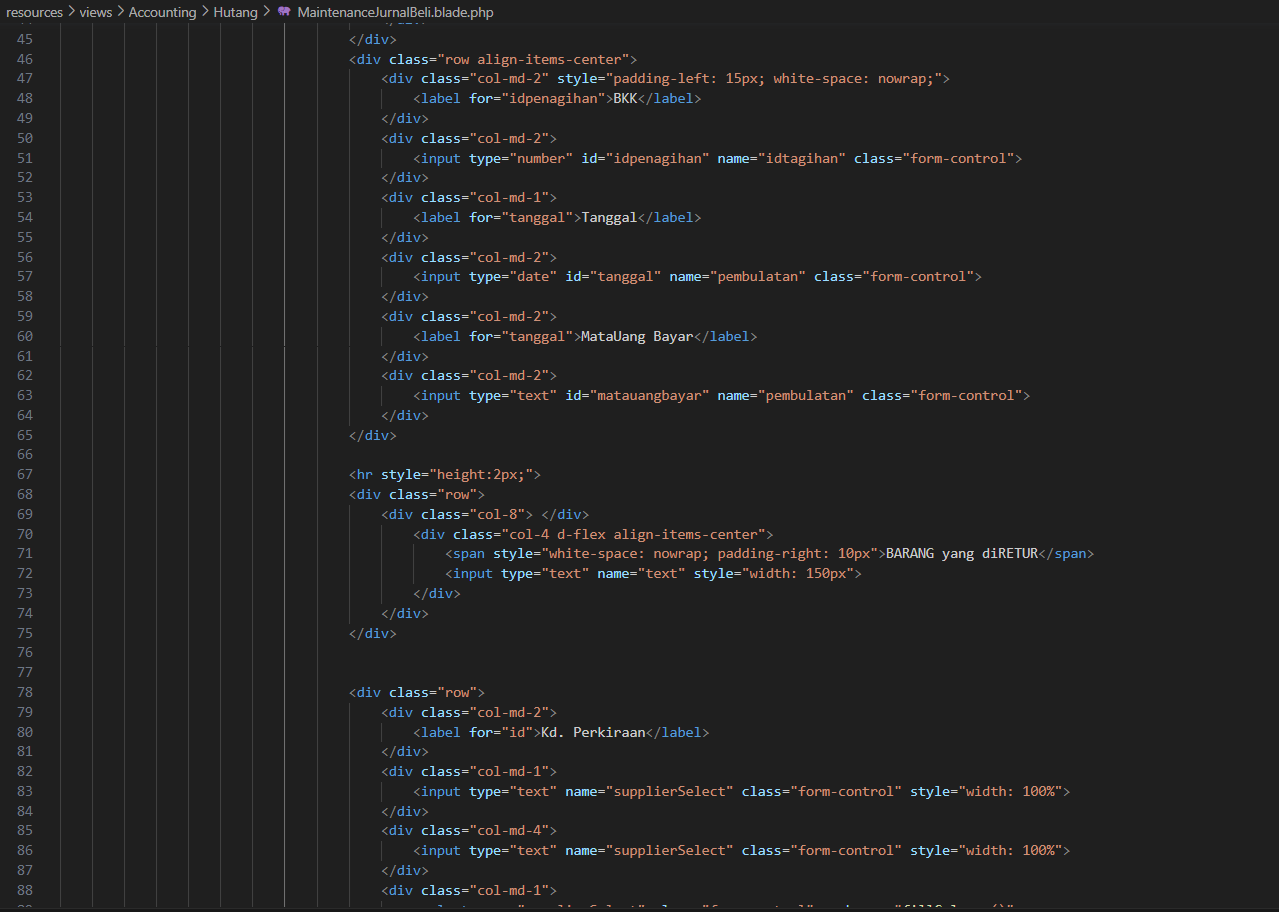 resources > views > Accounting > Hutang > MaintenanceJurnalBeli.blade.php
45 </div>
46 <div class="row align-items-center">
47 <div class="col-md-2" style="padding-left: 15px; white-space: nowrap;">
48 <label for="idpenagihan">BKK</label>
49 </div>
50 <div class="col-md-2">
51 <input type="number" id="idpenagihan" name="idtagihan" class="form-control">
52 </div>
53 <div class="col-md-1">
54 <label for="tanggal">Tanggal</label>
55 </div>
56 <div class="col-md-2">
57 <input type="date" id="tanggal" name="pembulatan" class="form-control">
58 </div>
59 <div class="col-md-2">
60 <label for="tanggal">MataUang Bayar</label>
61 </div>
62 <div class="col-md-2">
63 <input type="text" id="matauangbayar" name="pembulatan" class="form-control">
64 </div>
65 </div>
66
67 <hr style="height:2px;">
68 <div class="row">
69 <div class="col-8"> </div>
70 <div class="col-4 d-flex align-items-center">
71 <span style="white-space: nowrap; padding-right: 10px">BARANG yang diRETUR</span>
72 <input type="text" name="text" style="width: 150px">
73 </div>
74 </div>
75 </div>
76
77
78 <div class="row">
79 <div class="col-md-2">
80 <label for="id">Kd. Perkiraan</label>
81 </div>
82 <div class="col-md-1">
83 <input type="text" name="supplierSelect" class="form-control" style="width: 100%">
84 </div>
85 <div class="col-md-4">
86 <input type="text" name="supplierSelect" class="form-control" style="width: 100%">
87 </div>
88 <div class="col-md-1">